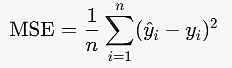 MSE = \frac{1}{n} \sum_{i=1}^{n} (\hat{y}_i - y_i)^2